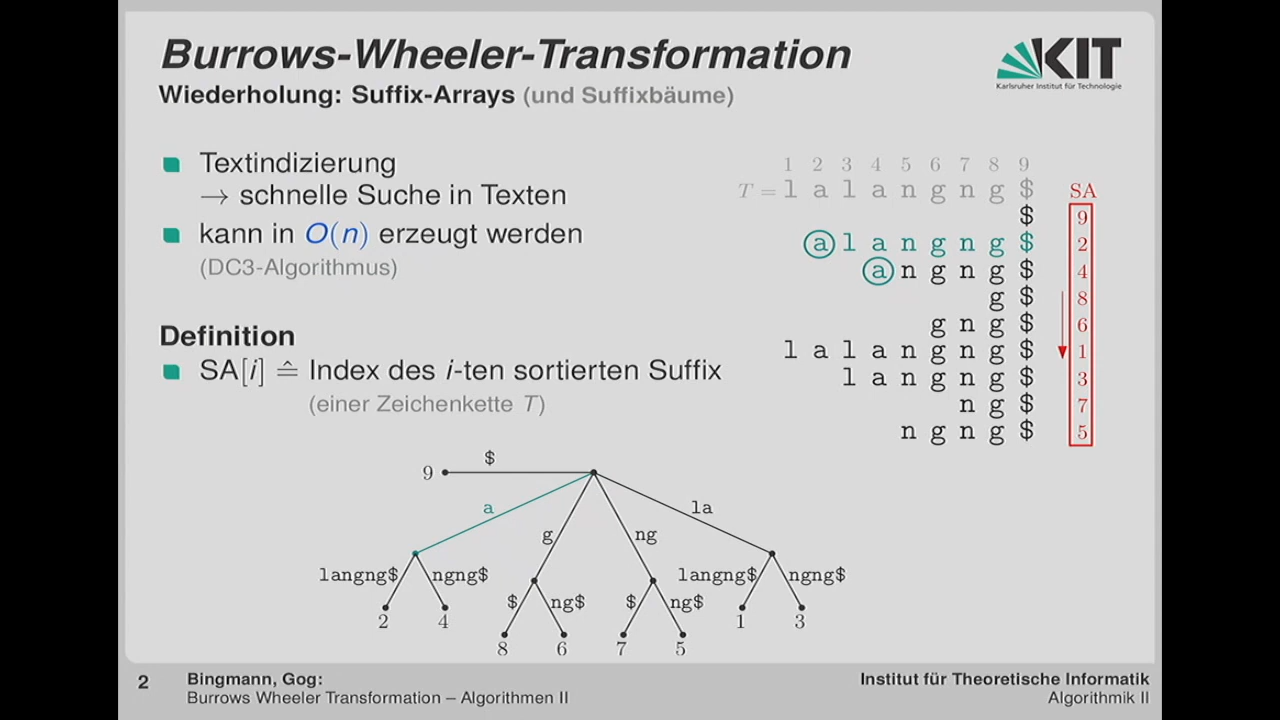 Burrows-Wheeler-Transformation
Wiederholung: Suffix-Arrays (und Suffixbäume)
KIT
Karlsruher Institut für Technologie
Textindizierung
→ schnelle Suche in Texten
kann in O(n) erzeugt werden
(DC3-Algorithmus)
Definition
SA[i] ≙ Index des i-ten sortierten Suffix
(einer Zeichenkette T)
1 2 3 4 5 6 7 8 9
T = l a l a n g n g $ SA
$ 9
a l a n g n g $ 2
a n g n g $ 4
g $ 8
g n g $ 6
l a l a n g n g $ 1
l a n g n g $ 3
n g $ 7
n g n g $ 5
$
9
a la
g ng
langng$ ngng$ langng$ ngng$
$ ng$ $ ng$
2 4 1 3
8 6 7 5
2
Bingmann, Gog:
Burrows Wheeler Transformation – Algorithmen II
Institut für Theoretische Informatik
Algorithmik II